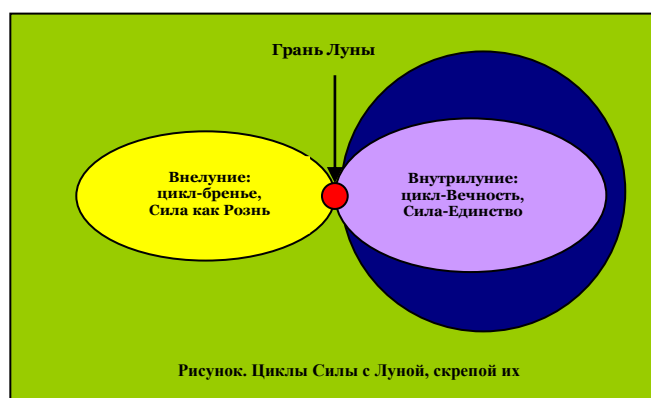 Грань Луны
Внелуние:
цикл-бренье,
Сила как Рознь
Внутрилуние:
цикл-Вечность,
Сила-Единство
Рисунок. Циклы Силы с Луной, скрепой их